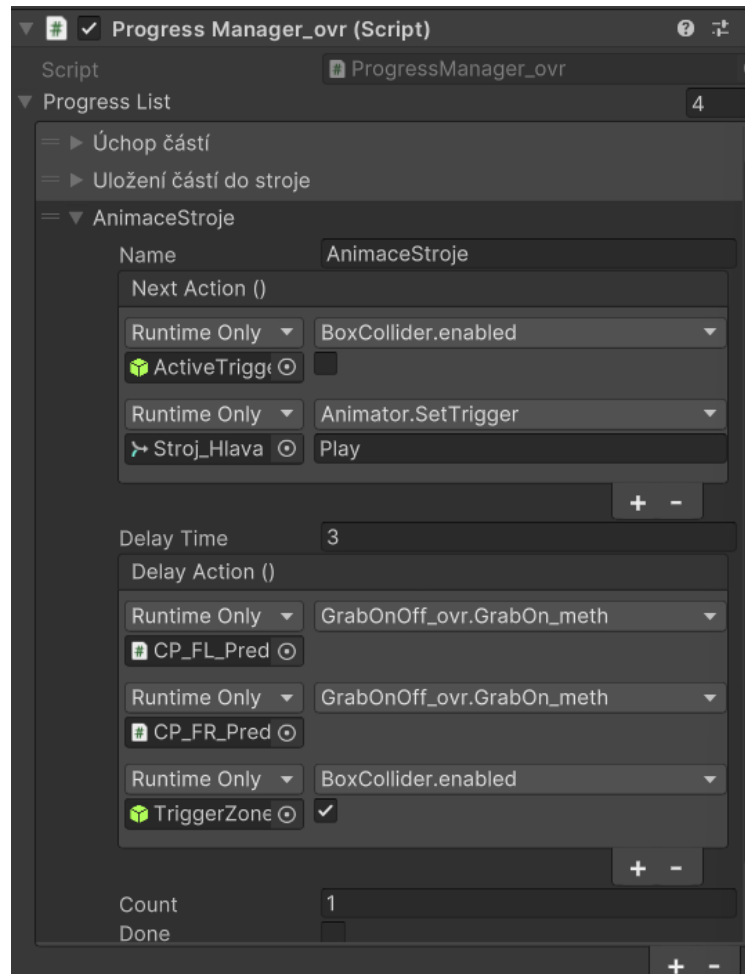 Progress Manager_ovr (Script)
Script ProgressManager_ovr
Progress List 4
Úchop částí
Uložení částí do stroje
AnimaceStroje
Name AnimaceStroje
Next Action ()
Runtime Only BoxCollider.enabled
ActiveTrigge
Runtime Only Animator.SetTrigger
Stroj_Hlava Play
Delay Time 3
Delay Action ()
Runtime Only GrabOnOff_ovr.GrabOn_meth
CP_FL_Pred
Runtime Only GrabOnOff_ovr.GrabOn_meth
CP_FR_Pred
Runtime Only BoxCollider.enabled
TriggerZone
Count 1
Done